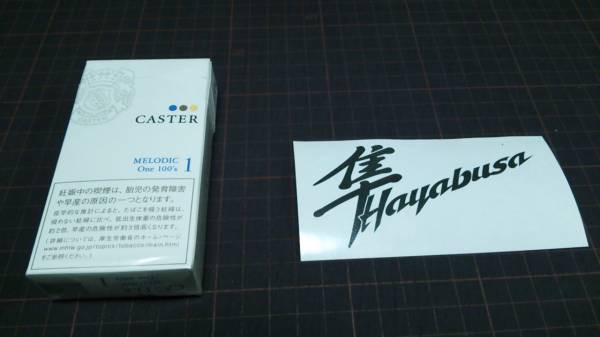 CASTER
MELODIC
One 100's 1
妊娠中の喫煙は、胎児の発育障害
や早産の原因の一つとなります。
疫学的な推計によると、たばこを吸う妊婦は、
吸わない妊婦に比べ、低出生体重の危険性が
約2倍、早産の危険性が約3倍高くなります。
(詳細については、厚生労働省のホームページ
www.mhlw.go.jp/topics/tobacco/main.html
をご参照ください。)
隼
Hayabusa